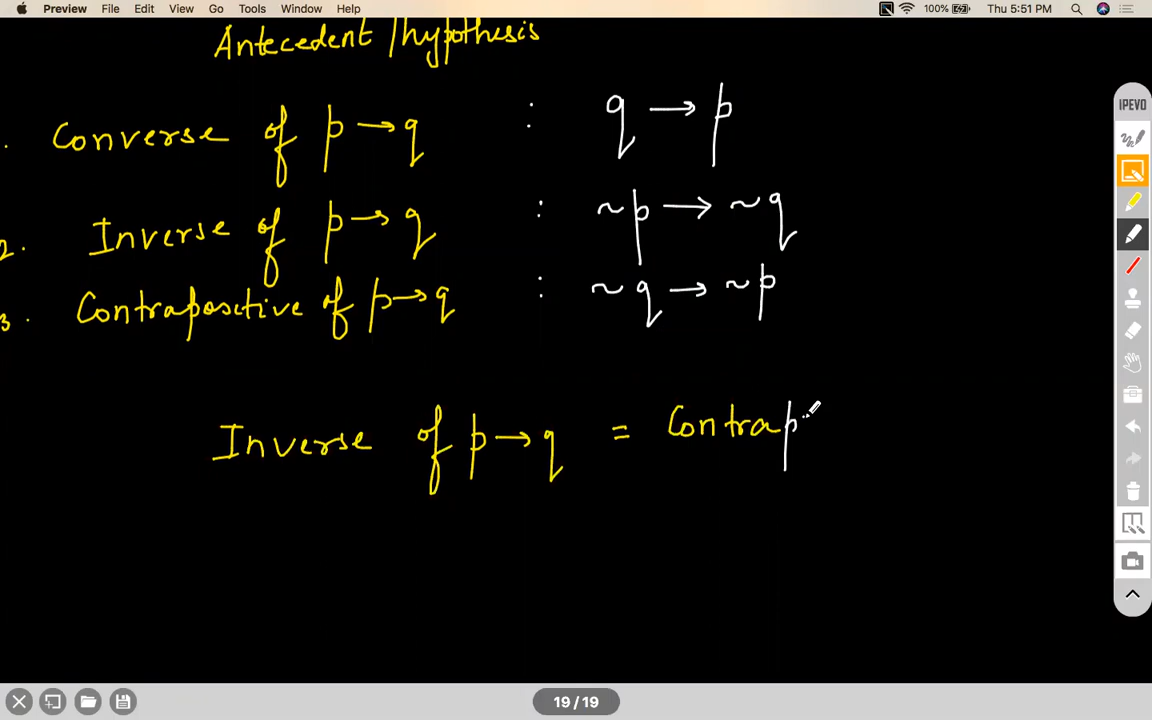 Preview File Edit View Go Tools Window Help 100% Thu 5:51 PM
Antecedent / hypothesis
IPEVO
. Converse of p → q : q → p
2. Inverse of p → q : ~p → ~q
3. Contrapositive of p → q : ~q → ~p
Inverse of p → q = Contrap
19 / 19